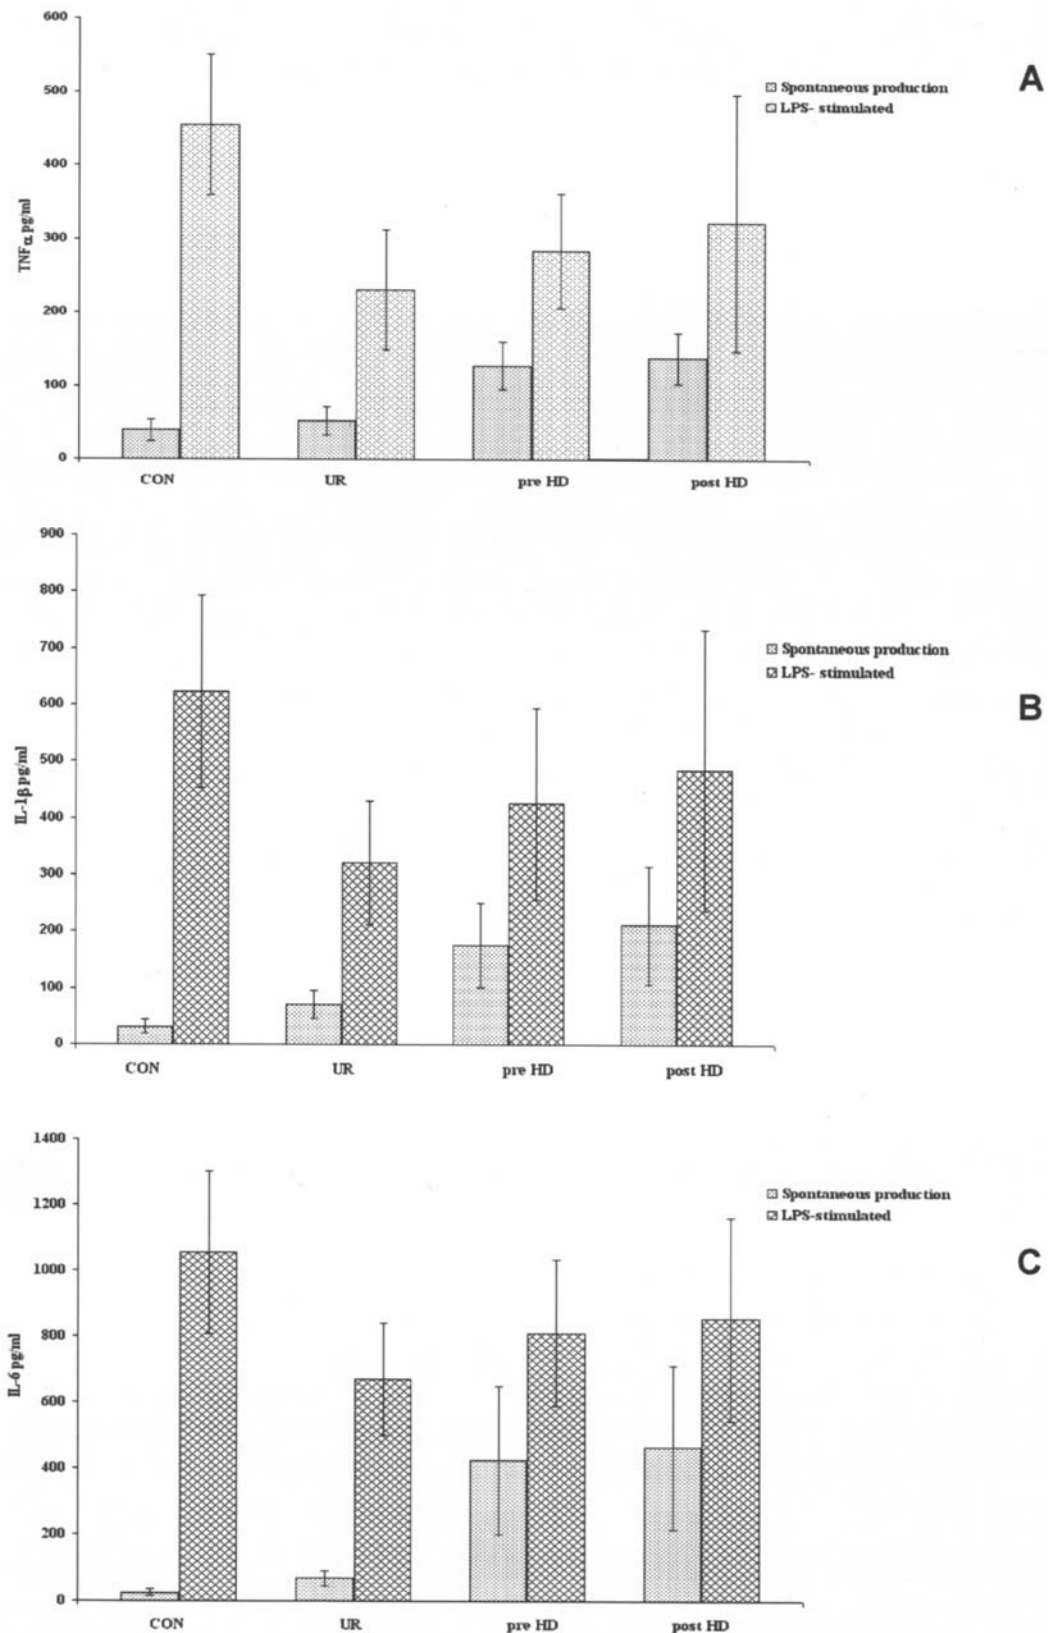 600
500
400
300
200
100
0
TNFα pg/ml
Spontaneous production
LPS- stimulated
A
CON UR pre HD post HD
900
800
700
600
500
400
300
200
100
0
IL-1β pg/ml
Spontaneous production
LPS- stimulated
B
CON UR pre HD post HD
1400
1200
1000
800
600
400
200
0
IL-6 pg/ml
Spontaneous production
LPS-stimulated
C
CON UR pre HD post HD